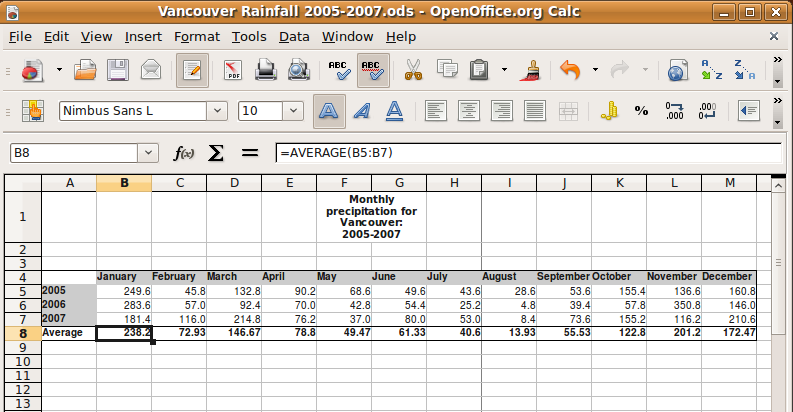 Vancouver Rainfall 2005-2007.ods - OpenOffice.org Calc
File Edit View Insert Format Tools Data Window Help
PDF ABC ABC A Z Z A
Nimbus Sans L 10 A A A % .000 .000
B8 f(x) Σ = =AVERAGE(B5:B7)
A B C D E F G H I J K L M
1 Monthly
precipitation for
Vancouver:
2005-2007
2
3
4 January February March April May June July August September October November December
5 2005 249.6 45.8 132.8 90.2 68.6 49.6 43.6 28.6 53.6 155.4 136.6 160.8
6 2006 283.6 57.0 92.4 70.0 42.8 54.4 25.2 4.8 39.4 57.8 350.8 146.0
7 2007 181.4 116.0 214.8 76.2 37.0 80.0 53.0 8.4 73.6 155.2 116.2 210.6
8 Average 238.2 72.93 146.67 78.8 49.47 61.33 40.6 13.93 55.53 122.8 201.2 172.47
9
10
11
12
13